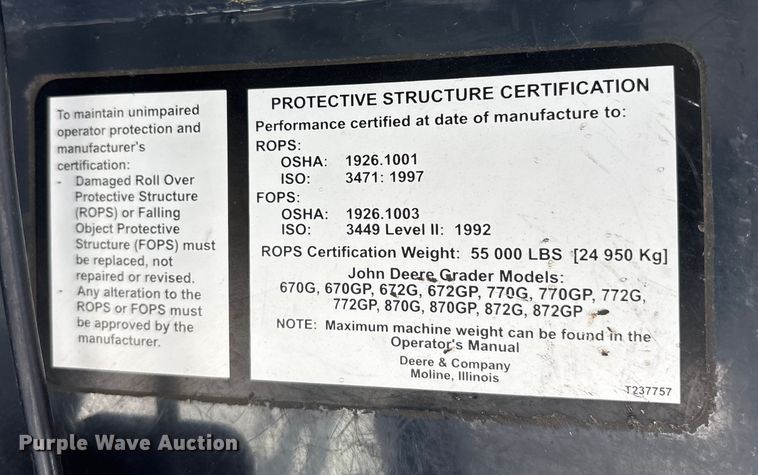 To maintain unimpaired
operator protection and
manufacturer's
certification:
- Damaged Roll Over
Protective Structure
(ROPS) or Falling
Object Protective
Structure (FOPS) must
be replaced, not
repaired or revised.
- Any alteration to the
ROPS or FOPS must
be approved by the
manufacturer.
PROTECTIVE STRUCTURE CERTIFICATION
Performance certified at date of manufacture to:
ROPS:
OSHA: 1926.1001
ISO: 3471: 1997
FOPS:
OSHA: 1926.1003
ISO: 3449 Level II: 1992
ROPS Certification Weight: 55 000 LBS [24 950 Kg]
John Deere Grader Models:
670G, 670GP, 672G, 672GP, 770G, 770GP, 772G,
772GP, 870G, 870GP, 872G, 872GP
NOTE: Maximum machine weight can be found in the
Operator's Manual
Deere & Company
Moline, Illinois
T237757
Purple Wave Auction